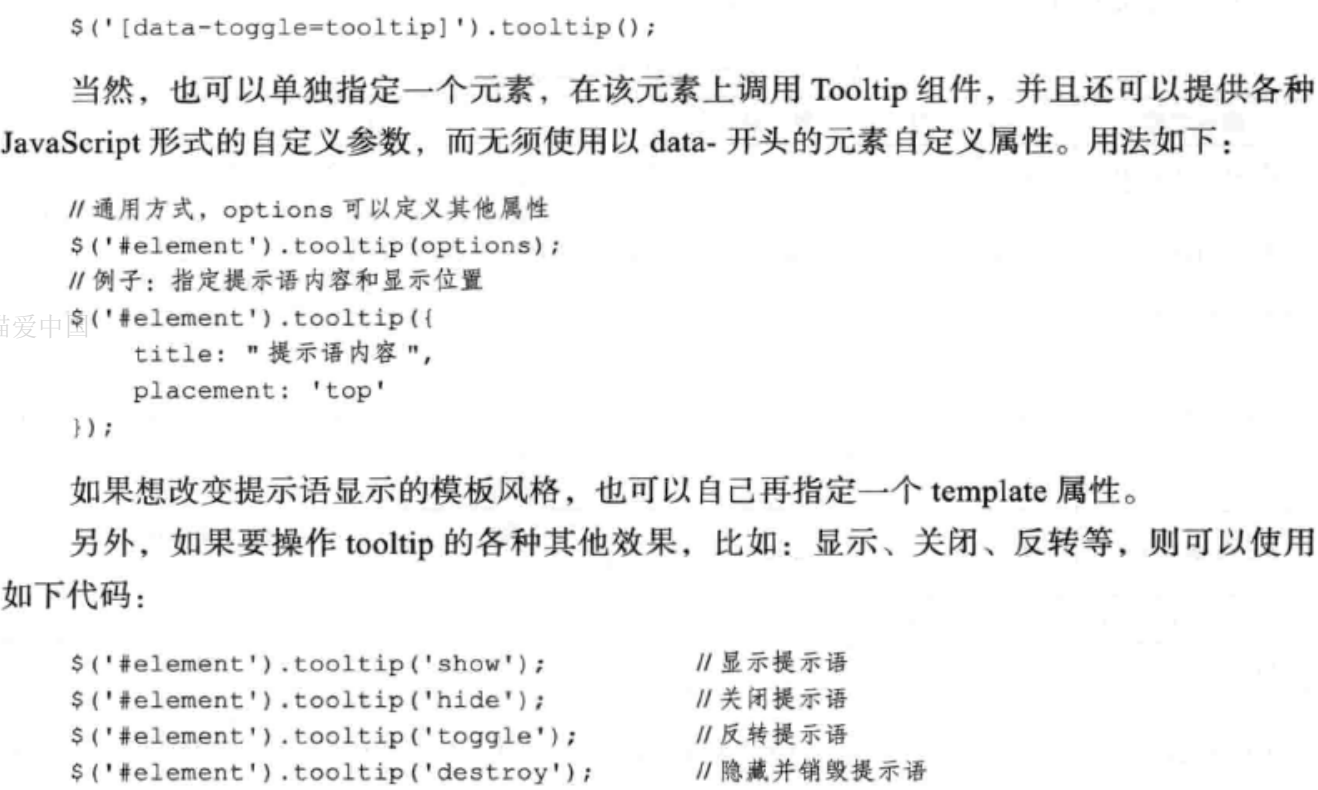 $('[data-toggle=tooltip]').tooltip();
当然，也可以单独指定一个元素，在该元素上调用 Tooltip 组件，并且还可以提供各种
JavaScript 形式的自定义参数，而无须使用以 data- 开头的元素自定义属性。用法如下：
// 通用方式，options 可以定义其他属性
$('#element').tooltip(options);
// 例子：指定提示语内容和显示位置
$('#element').tooltip({
猫爱中国
title: "提示语内容",
placement: 'top'
});
如果想改变提示语显示的模板风格，也可以自己再指定一个 template 属性。
另外，如果要操作 tooltip 的各种其他效果，比如：显示、关闭、反转等，则可以使用
如下代码：
$('#element').tooltip('show'); // 显示提示语
$('#element').tooltip('hide'); // 关闭提示语
$('#element').tooltip('toggle'); // 反转提示语
$('#element').tooltip('destroy'); // 隐藏并销毁提示语